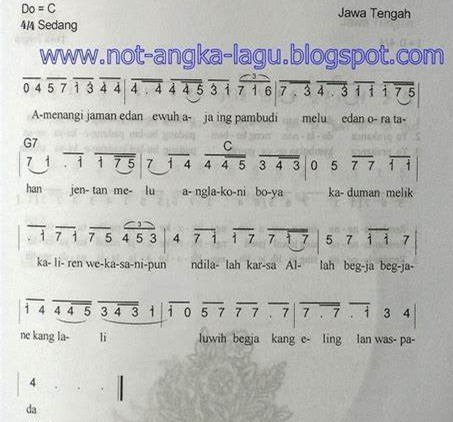 Do = C
4/4 Sedang
Jawa Tengah
www.not-angka-lagu.blogspot.com
0 4 5 7 1 3 4 4 | 4 . 4 4 4 5 3 1 7 1 6 | 7 . 3 4 . 3 1 1 1 7 5
A-menangi jaman edan ewuh a- ja ing pambudi melu edan o-ra ta-
G7 C
7 1 . 1 1 7 5 | 7 1 4 4 4 5 3 4 3 | 0 5 7 7 1 1
han jen-tan me- lu a-nglako-ni bo-ya ka-duman melik
. 1 7 1 7 5 4 5 3 | 4 7 1 1 7 7 1 7 | 5 7 1 1 7
ka-li-ren we-ka-sa-ni-pun ndila-lah kar-sa Al- lah beg-ja beg-ja-
1 4 4 4 5 3 4 3 1 | 1 0 5 7 7 7 . 7 | 7 . 7 . 1 3 4
ne kang la- li luwih begja kang e-ling lan was-pa-
4 . . .
da